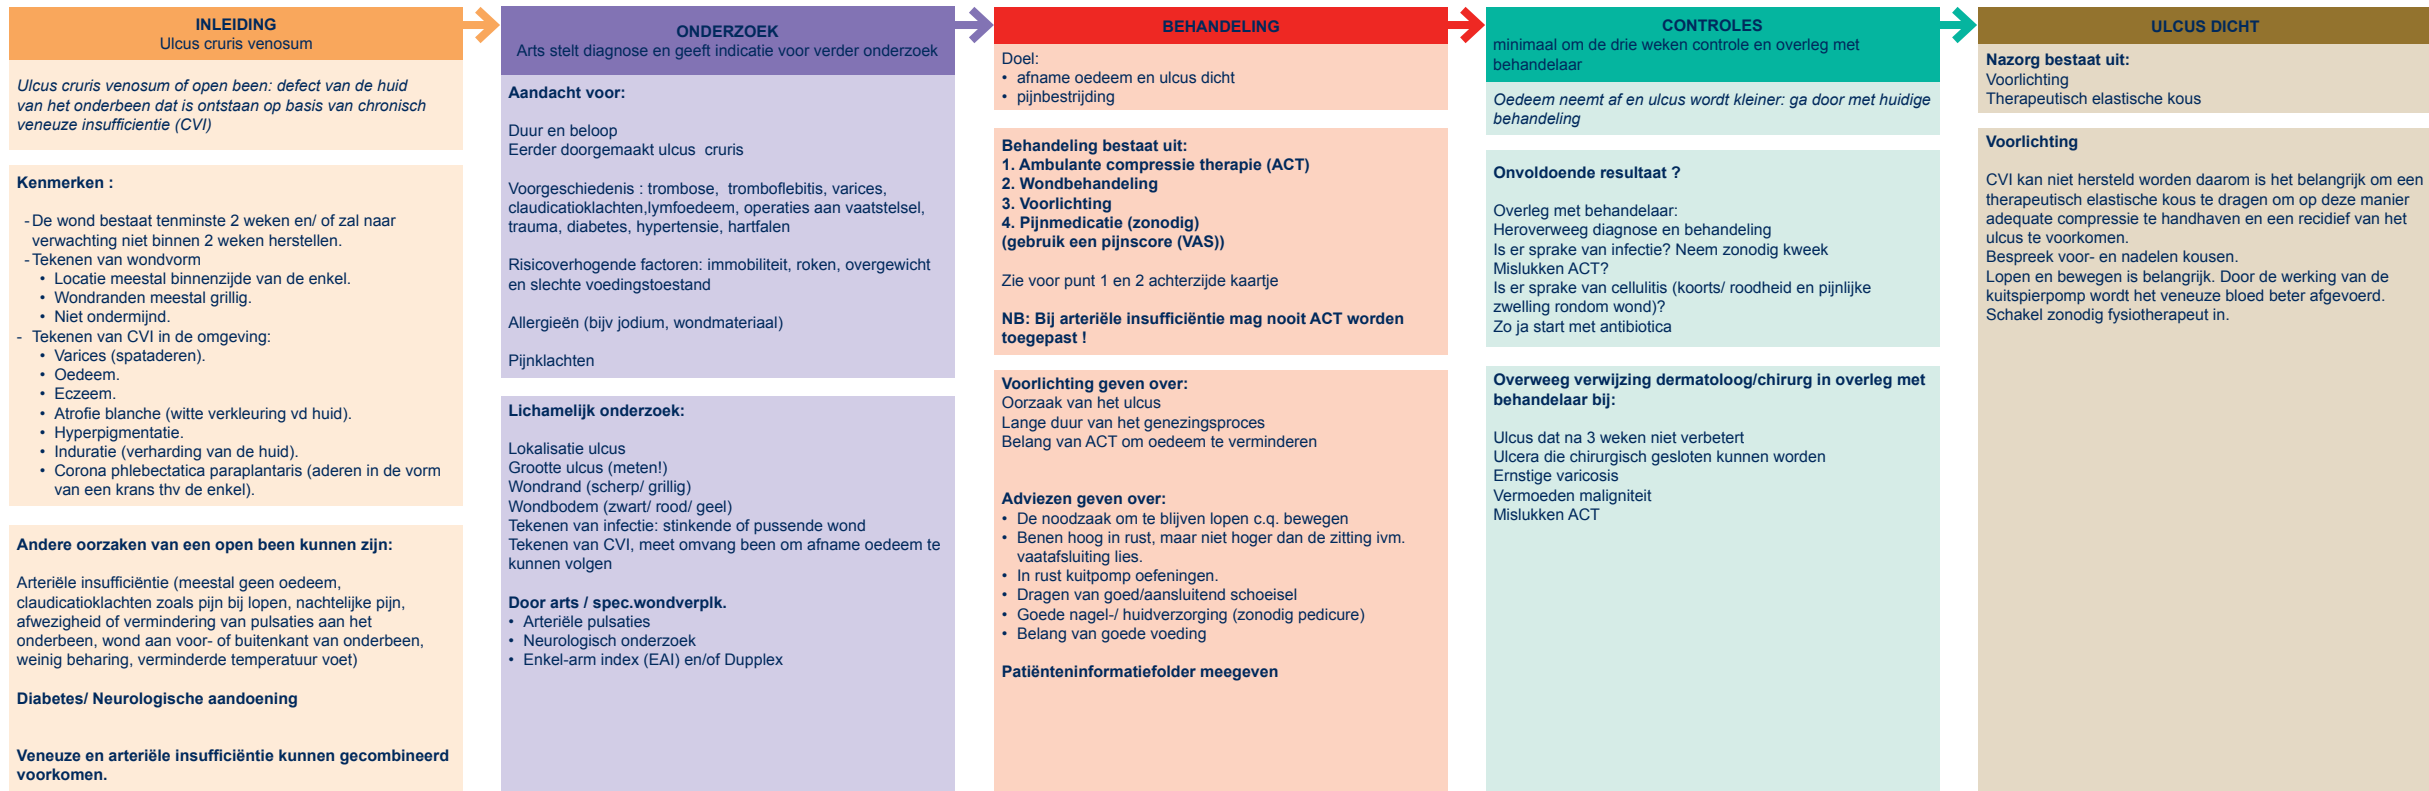 INLEIDING
Ulcus cruris venosum
Ulcus cruris venosum of open been: defect van de huid
van het onderbeen dat is ontstaan op basis van chronisch
veneuze insufficientie (CVI)
Kenmerken :
- De wond bestaat tenminste 2 weken en/ of zal naar
verwachting niet binnen 2 weken herstellen.
- Tekenen van wondvorm
• Locatie meestal binnenzijde van de enkel.
• Wondranden meestal grillig.
• Niet ondermijnd.
- Tekenen van CVI in de omgeving:
• Varices (spataderen).
• Oedeem.
• Eczeem.
• Atrofie blanche (witte verkleuring vd huid).
• Hyperpigmentatie.
• Induratie (verharding van de huid).
• Corona phlebectatica paraplantaris (aderen in de vorm
van een krans thv de enkel).
Andere oorzaken van een open been kunnen zijn:
Arteriële insufficiëntie (meestal geen oedeem,
claudicatioklachten zoals pijn bij lopen, nachtelijke pijn,
afwezigheid of vermindering van pulsaties aan het
onderbeen, wond aan voor- of buitenkant van onderbeen,
weinig beharing, verminderde temperatuur voet)
Diabetes/ Neurologische aandoening
Veneuze en arteriële insufficiëntie kunnen gecombineerd
voorkomen.
ONDERZOEK
Arts stelt diagnose en geeft indicatie voor verder onderzoek
Aandacht voor:
Duur en beloop
Eerder doorgemaakt ulcus cruris
Voorgeschiedenis : trombose, tromboflebitis, varices,
claudicatioklachten,lymfoedeem, operaties aan vaatstelsel,
trauma, diabetes, hypertensie, hartfalen
Risicoverhogende factoren: immobiliteit, roken, overgewicht
en slechte voedingstoestand
Allergieën (bijv jodium, wondmateriaal)
Pijnklachten
Lichamelijk onderzoek:
Lokalisatie ulcus
Grootte ulcus (meten!)
Wondrand (scherp/ grillig)
Wondbodem (zwart/ rood/ geel)
Tekenen van infectie: stinkende of pussende wond
Tekenen van CVI, meet omvang been om afname oedeem te
kunnen volgen
Door arts / spec.wondverplk.
• Arteriële pulsaties
• Neurologisch onderzoek
• Enkel-arm index (EAI) en/of Dupplex
BEHANDELING
Doel:
• afname oedeem en ulcus dicht
• pijnbestrijding
Behandeling bestaat uit:
1. Ambulante compressie therapie (ACT)
2. Wondbehandeling
3. Voorlichting
4. Pijnmedicatie (zonodig)
(gebruik een pijnscore (VAS))
Zie voor punt 1 en 2 achterzijde kaartje
NB: Bij arteriële insufficiëntie mag nooit ACT worden
toegepast !
Voorlichting geven over:
Oorzaak van het ulcus
Lange duur van het genezingsproces
Belang van ACT om oedeem te verminderen
Adviezen geven over:
• De noodzaak om te blijven lopen c.q. bewegen
• Benen hoog in rust, maar niet hoger dan de zitting ivm.
vaatafsluiting lies.
• In rust kuitpomp oefeningen.
• Dragen van goed/aansluitend schoeisel
• Goede nagel-/ huidverzorging (zonodig pedicure)
• Belang van goede voeding
Patiënteninformatiefolder meegeven
CONTROLES
minimaal om de drie weken controle en overleg met
behandelaar
Oedeem neemt af en ulcus wordt kleiner: ga door met huidige
behandeling
Onvoldoende resultaat ?
Overleg met behandelaar:
Heroverweeg diagnose en behandeling
Is er sprake van infectie? Neem zonodig kweek
Mislukken ACT?
Is er sprake van cellulitis (koorts/ roodheid en pijnlijke
zwelling rondom wond)?
Zo ja start met antibiotica
Overweeg verwijzing dermatoloog/chirurg in overleg met
behandelaar bij:
Ulcus dat na 3 weken niet verbetert
Ulcera die chirurgisch gesloten kunnen worden
Ernstige varicosis
Vermoeden maligniteit
Mislukken ACT
ULCUS DICHT
Nazorg bestaat uit:
Voorlichting
Therapeutisch elastische kous
Voorlichting
CVI kan niet hersteld worden daarom is het belangrijk om een
therapeutisch elastische kous te dragen om op deze manier
adequate compressie te handhaven en een recidief van het
ulcus te voorkomen.
Bespreek voor- en nadelen kousen.
Lopen en bewegen is belangrijk. Door de werking van de
kuitspierpomp wordt het veneuze bloed beter afgevoerd.
Schakel zonodig fysiotherapeut in.